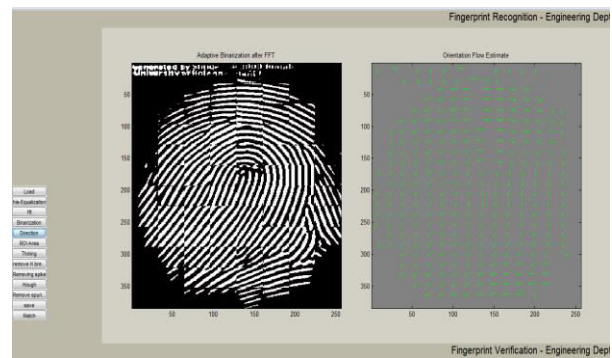 Fingerprint Recognition - Engineering Dept
Adaptive Binarization after FFT
Orientation Flow Estimate
50
100
150
200
250
300
350
50
100
150
200
250
50
100
150
200
250
300
350
50
100
150
200
250
Load
his-Equalization
fft
Binarization
Direction
ROI Area
Thining
remove H bre..
Removing spike
Hough
Remove spuri..
save
Match
Fingerprint Verification - Engineering Dept